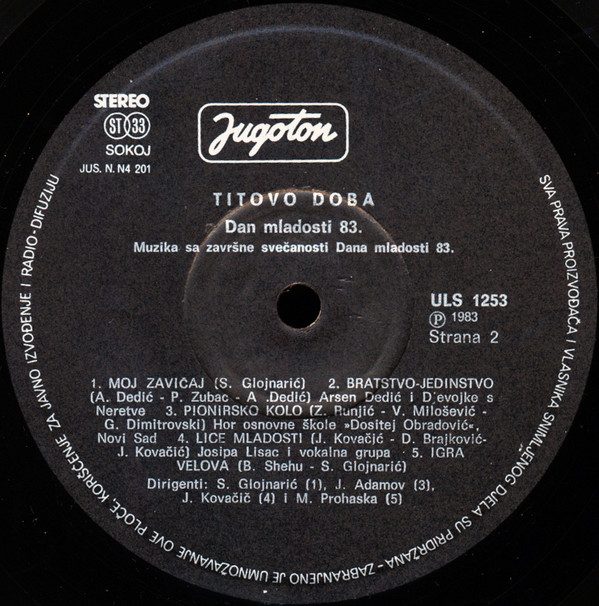 STEREO
ST 33
SOKOJ
JUS. N. N4 201
Jugoton
TITOVO DOBA
Dan mladosti 83.
Muzika sa završne svečanosti Dana mladosti 83.
ULS 1253
Ⓟ 1983
Strana 2
1. MOJ ZAVIČAJ (S. Glojnarić) 2. BRATSTVO-JEDINSTVO
(A. Dedić - P. Zubac - A .Dedić) Arsen Dedić i D'evojke s
Neretve 3. PIONIRSKO KOLO (Z. Runjić - V. Milošević -
G. Dimitrovski) Hor osnovne škole »Dositej Obradović«,
Novi Sad 4. LICE MLADOSTI (J. Kovačić - D. Brajković-
J. Kovačić) Josipa Lisac i vokalna grupa · 5. IGRA
VELOVA (B. Shehu - S. Glojnarić)
Dirigenti: S. Glojnarić (1), J. Adamov (3),
J. Kovačič (4) i M. Prohaska (5)
SVA PRAVA PROIZVOĐAČA I VLASNIKA SNIMLJENOG DJELA SU PRIDRŽANA - ZABRANJENO JE UMNOŽAVANJE OVE PLOČE, KORIŠĆENJE ZA JAVNO IZVOĐENJE I RADIO-DIFUZIJU